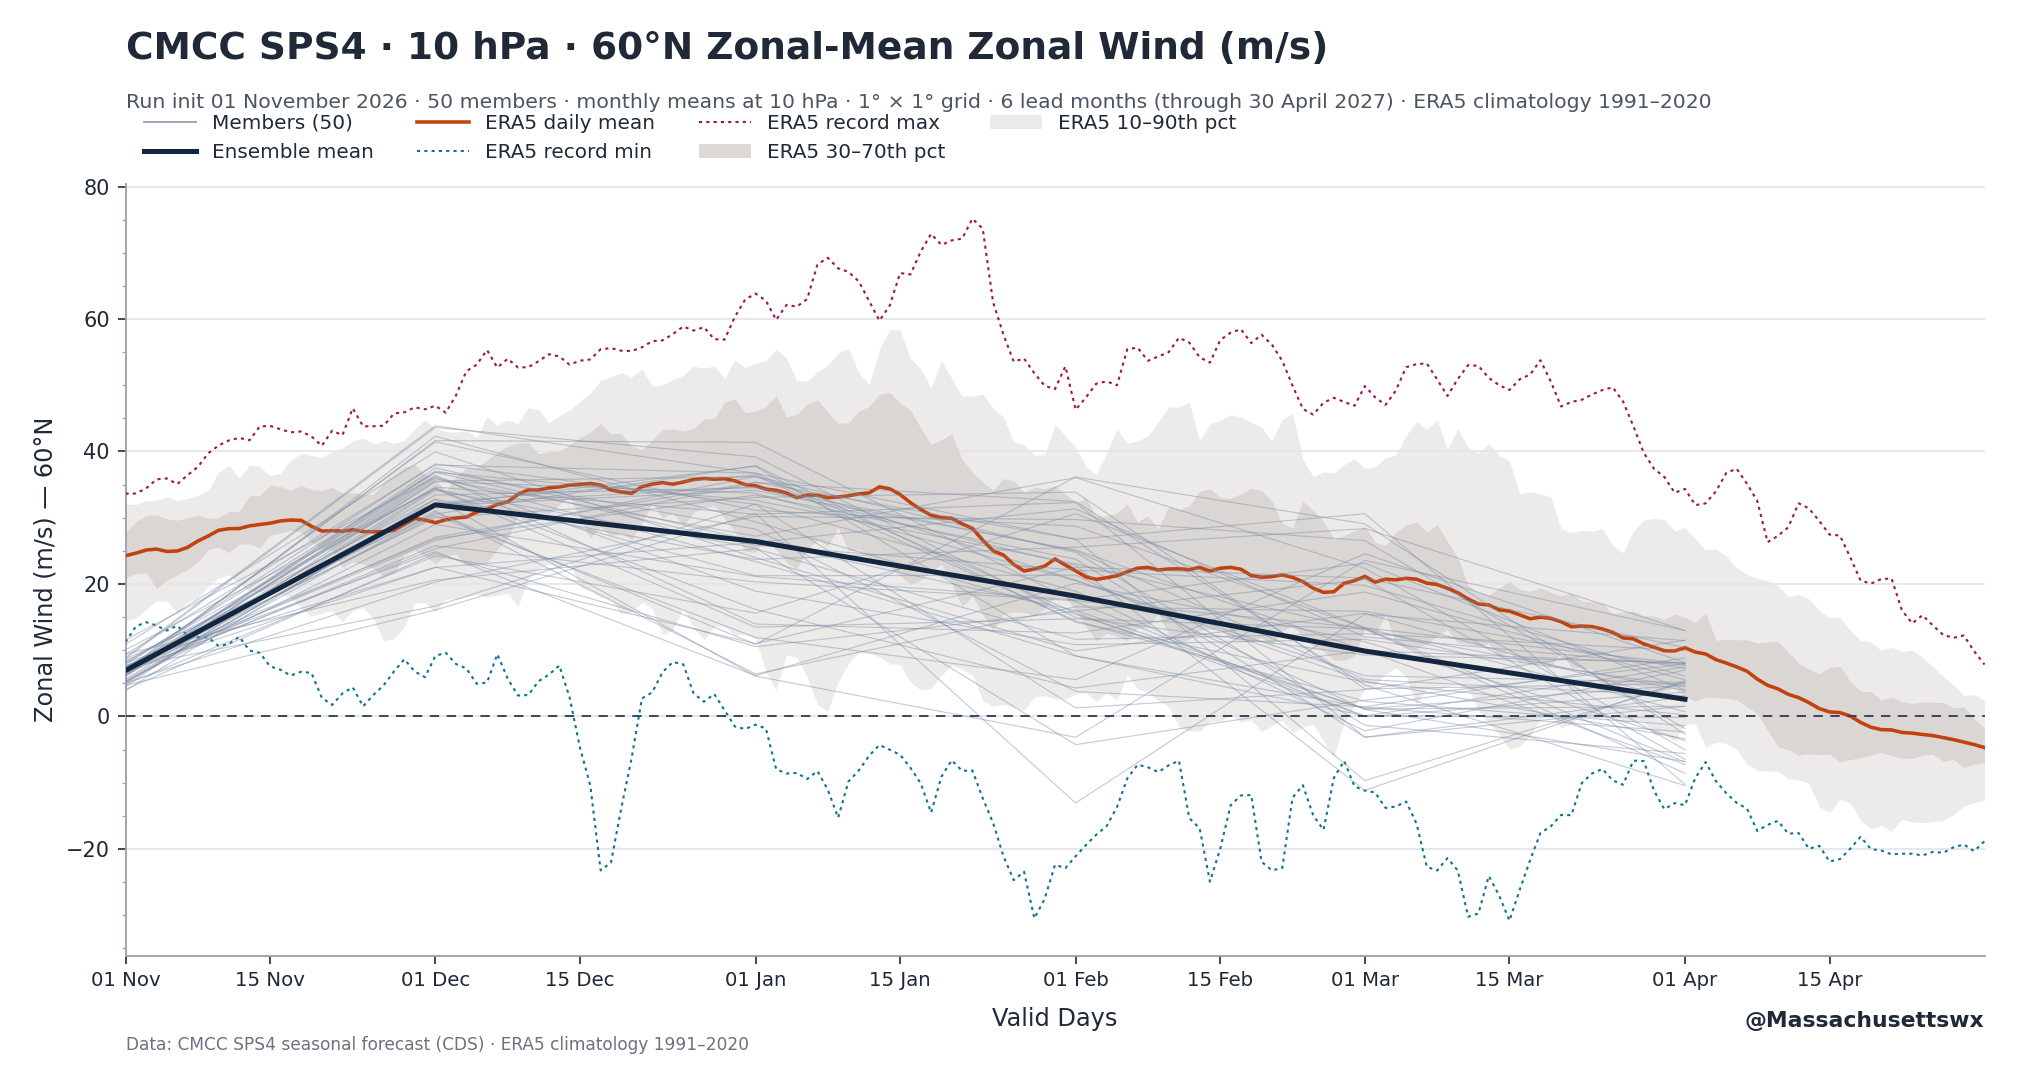 CMCC SPS4 · 10 hPa · 60°N Zonal-Mean Zonal Wind (m/s)
Run init 01 November 2026 · 50 members · monthly means at 10 hPa · 1° × 1° grid · 6 lead months (through 30 April 2027) · ERA5 climatology 1991–2020
Members (50) ERA5 daily mean ERA5 record max ERA5 10–90th pct
Ensemble mean ERA5 record min ERA5 30–70th pct
80
60
40
20
0
−20
Zonal Wind (m/s) — 60°N
01 Nov 15 Nov 01 Dec 15 Dec 01 Jan 15 Jan 01 Feb 15 Feb 01 Mar 15 Mar 01 Apr 15 Apr
Valid Days
@Massachusettswx
Data: CMCC SPS4 seasonal forecast (CDS) · ERA5 climatology 1991–2020